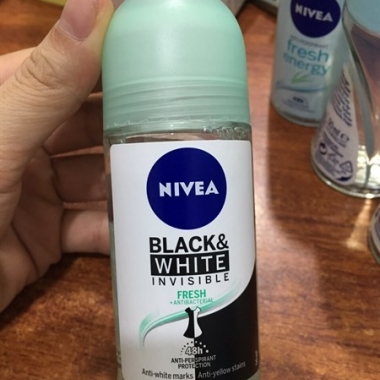 NIVEA
BLACK&
WHITE
INVISIBLE
FRESH
+ANTIBACTERIAL
48h
ANTI-PERSPIRANT
PROTECTION
Anti-white marks Anti-yellow stains
NIVEA
fresh
energy